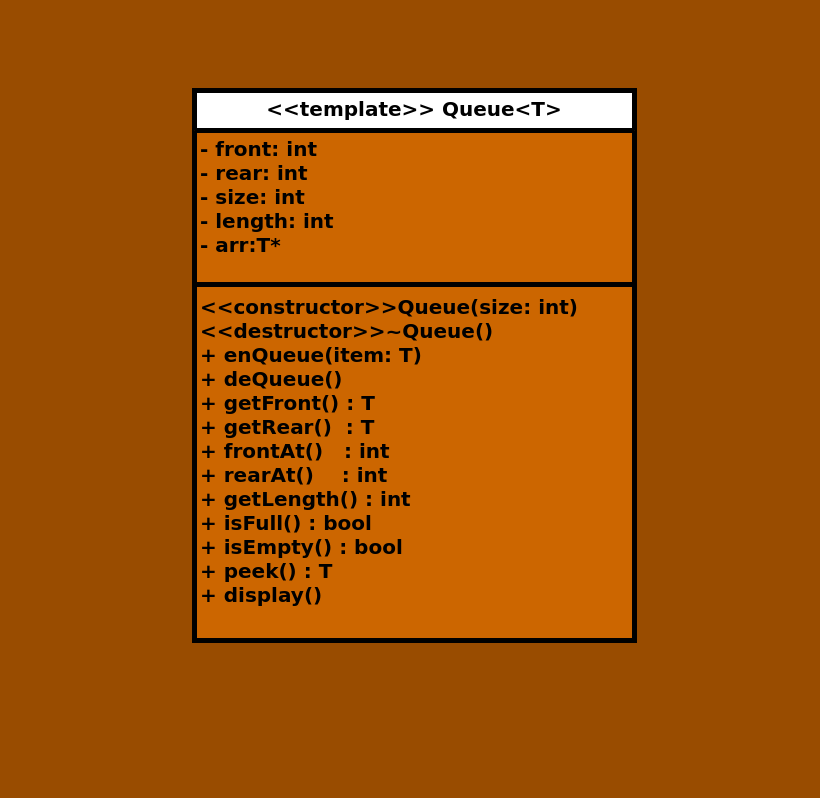 <<template>> Queue<T>
- front: int
- rear: int
- size: int
- length: int
- arr:T*
<<constructor>>Queue(size: int)
<<destructor>>~Queue()
+ enQueue(item: T)
+ deQueue()
+ getFront() : T
+ getRear()  : T
+ frontAt()   : int
+ rearAt()    : int
+ getLength() : int
+ isFull() : bool
+ isEmpty() : bool
+ peek() : T
+ display()